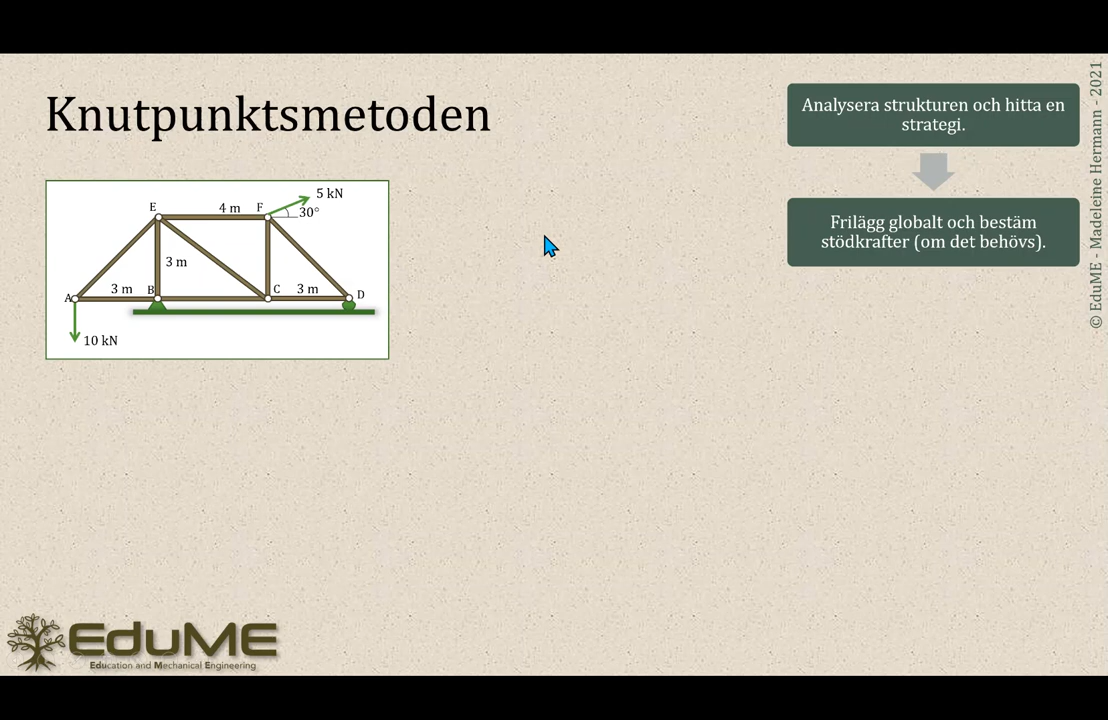 Knutpunktsmetoden
Analysera strukturen och hitta en
strategi.
Frilägg globalt och bestäm
stödkrafter (om det behövs).
© EduME - Madeleine Hermann - 2021
5 kN
E
4 m
F
30°
3 m
A
3 m
B
C
3 m
D
10 kN
EduME
Education and Mechanical Engineering